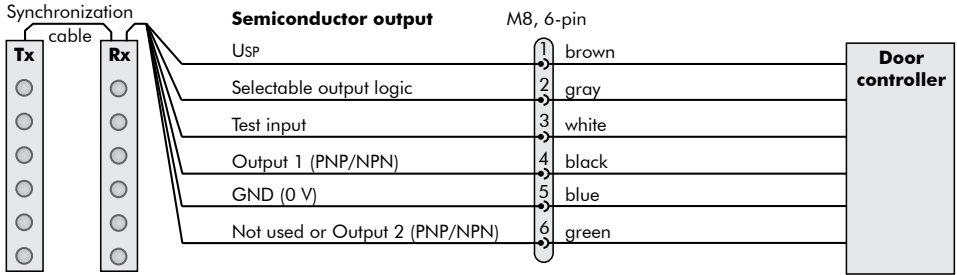 Synchronization
cable
Tx
Rx
Semiconductor output
M8, 6-pin
USP
1
brown
Selectable output logic
2
gray
Test input
3
white
Output 1 (PNP/NPN)
4
black
GND (0 V)
5
blue
Not used or Output 2 (PNP/NPN)
6
green
Door
controller